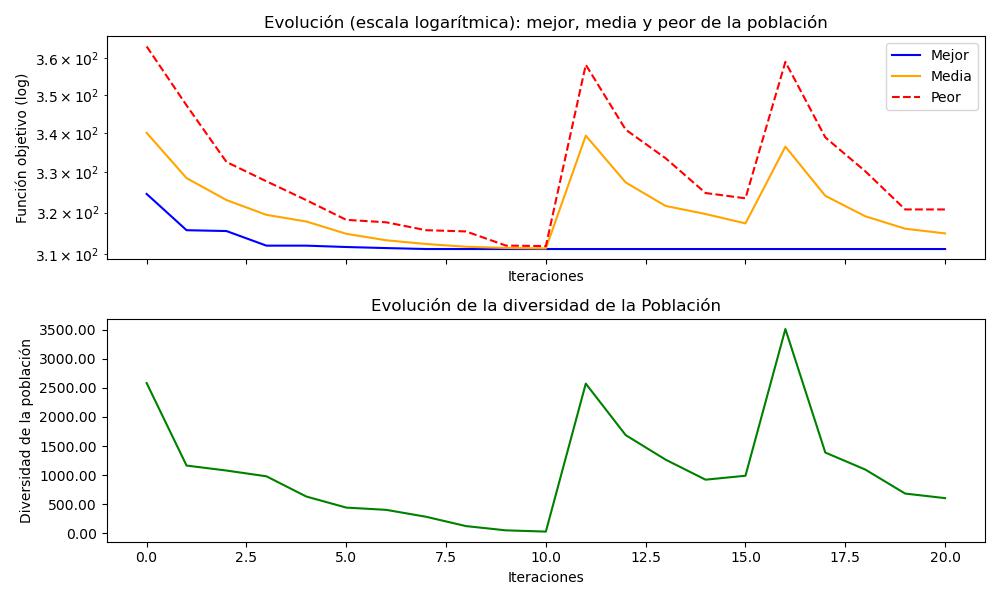 Evolución (escala logarítmica): mejor, media y peor de la población
Función objetivo (log)
3.6 × 10²
3.5 × 10²
3.4 × 10²
3.3 × 10²
3.2 × 10²
3.1 × 10²
Mejor
Media
Peor
Iteraciones
Evolución de la diversidad de la Población
Diversidad de la población
3500.00
3000.00
2500.00
2000.00
1500.00
1000.00
500.00
0.00
0.0 2.5 5.0 7.5 10.0 12.5 15.0 17.5 20.0
Iteraciones